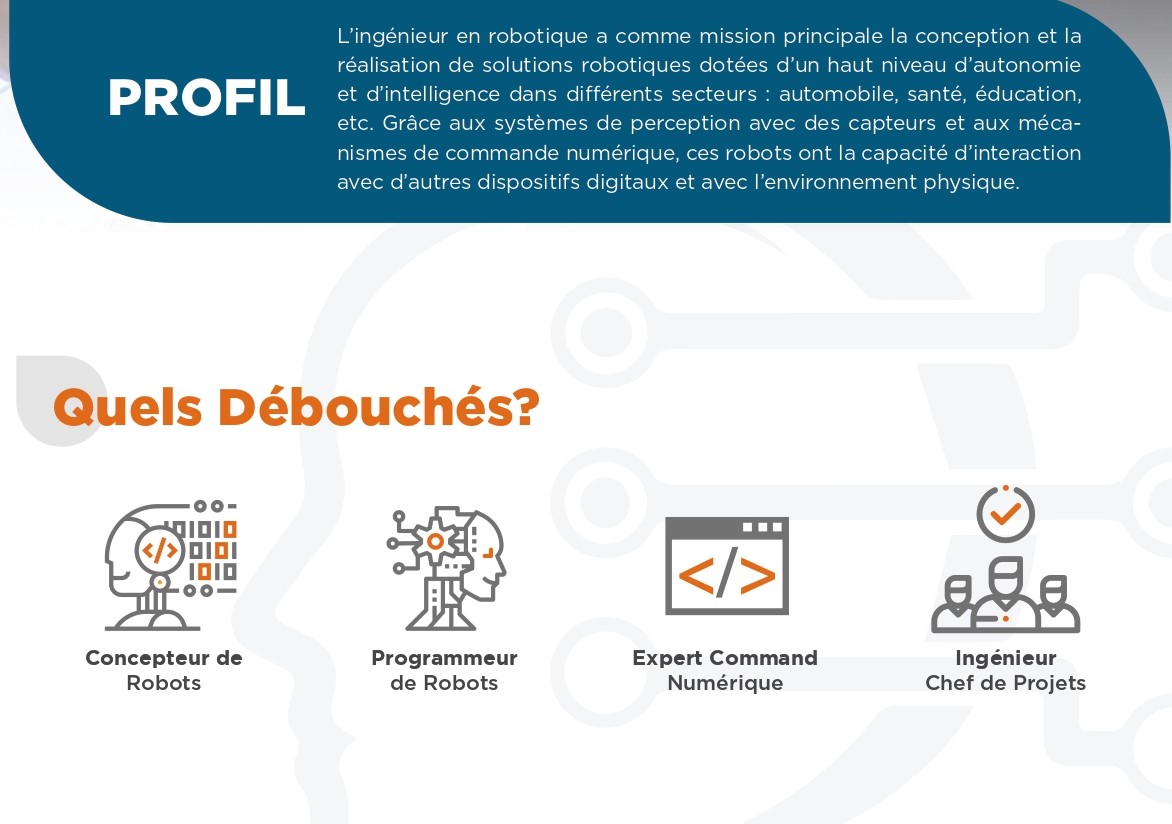 PROFIL
L'ingénieur en robotique a comme mission principale la conception et la
réalisation de solutions robotiques dotées d'un haut niveau d'autonomie
et d'intelligence dans différents secteurs : automobile, santé, éducation,
etc. Grâce aux systèmes de perception avec des capteurs et aux méca-
nismes de commande numérique, ces robots ont la capacité d'interaction
avec d'autres dispositifs digitaux et avec l'environnement physique.
Quels Débouchés?
Concepteur de
Robots
Programmeur
de Robots
Expert Command
Numérique
Ingénieur
Chef de Projets